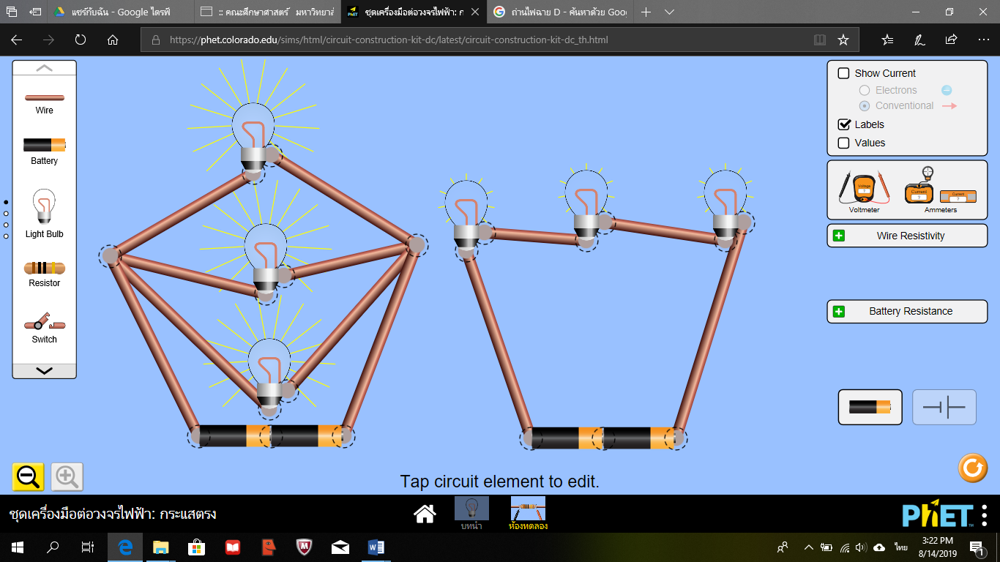 แชร์กับฉัน - Google ไดรฟ์
:: คณะศึกษาศาสตร์ มหาวิทยาลั
ชุดเครื่องมือต่อวงจรไฟฟ้า: ก
ถ่านไฟฉาย D - ค้นหาด้วย Goo
https://phet.colorado.edu/sims/html/circuit-construction-kit-dc/latest/circuit-construction-kit-dc_th.html
Wire
Battery
Light Bulb
Resistor
Switch
Show Current
Electrons
Conventional
Labels
Values
Voltage
?
Current
?
Current
?
Voltmeter
Ammeters
Wire Resistivity
Battery Resistance
Tap circuit element to edit.
ชุดเครื่องมือต่อวงจรไฟฟ้า: กระแสตรง
บทนำ
ห้องทดลอง
PhET
ไทย
3:22 PM
8/14/2019
1